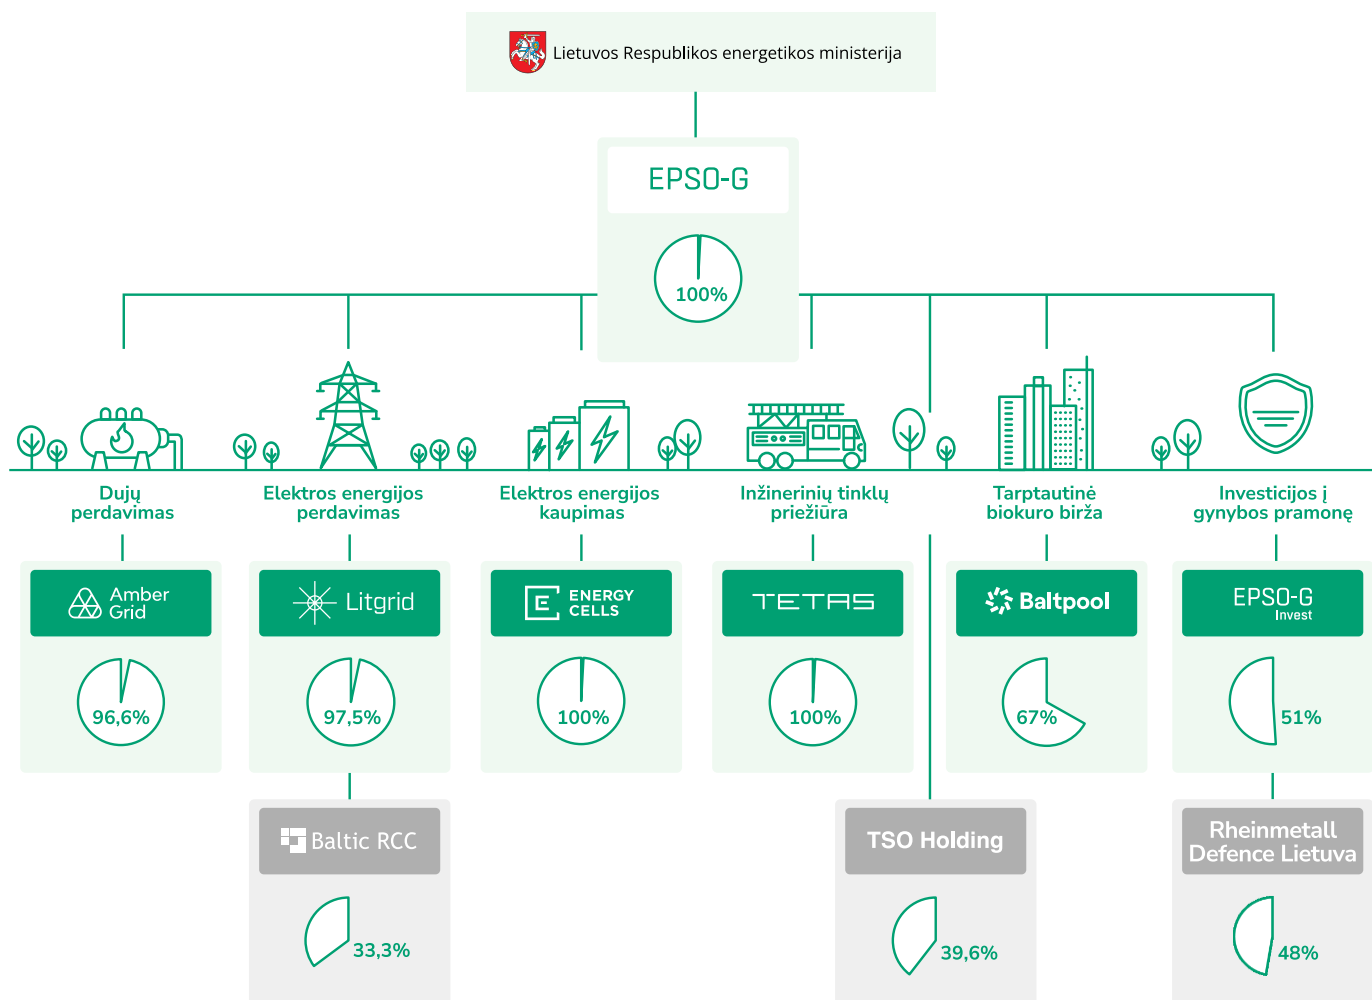 Lietuvos Respublikos energetikos ministerija
EPSO-G
100%
Dujų
perdavimas
Elektros energijos
perdavimas
Elektros energijos
kaupimas
Inžinerinių tinklų
priežiūra
Tarptautinė
biokuro birža
Investicijos į
gynybos pramonę
Amber
Grid
Litgrid
ENERGY
CELLS
TETAS
Baltpool
EPSO-G
Invest
96,6%
97,5%
100%
100%
67%
51%
Baltic RCC
TSO Holding
Rheinmetall
Defence Lietuva
33,3%
39,6%
48%